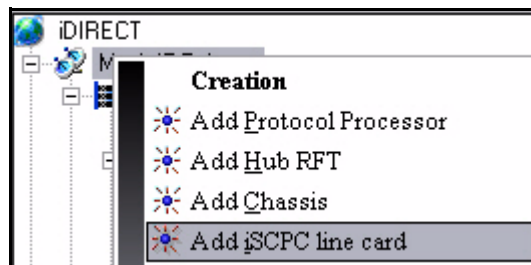 iDIRECT
Creation
Add Protocol Processor
Add Hub RFT
Add Chassis
Add iSCPC line card